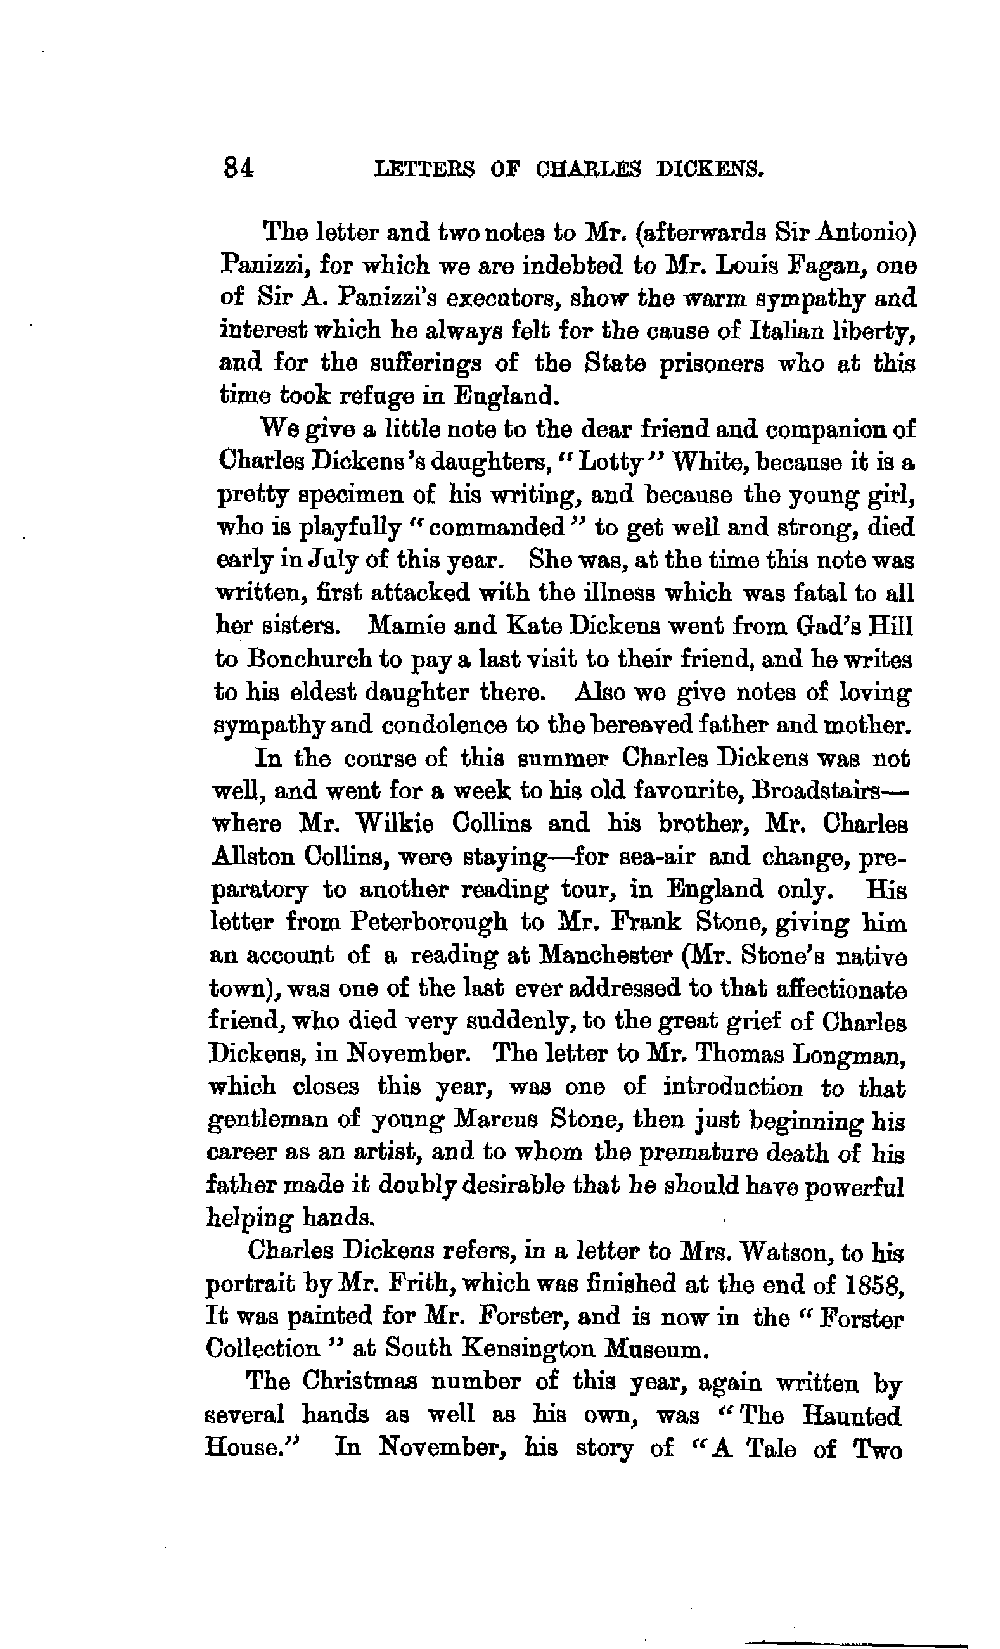 84 LETTERS OF CHARLES DICKENS.
The letter and two notes to Mr. (afterwards Sir Antonio)
Panizzi, for which we are indebted to Mr. Louis Fagan, one
of Sir A. Panizzi's executors, show the warm sympathy and
interest which he always felt for the cause of Italian liberty,
and for the sufferings of the State prisoners who at this
time took refuge in England.
We give a little note to the dear friend and companion of
Charles Dickens's daughters, "Lotty" White, because it is a
pretty specimen of his writing, and because the young girl,
who is playfully "commanded" to get well and strong, died
early in July of this year. She was, at the time this note was
written, first attacked with the illness which was fatal to all
her sisters. Mamie and Kate Dickens went from Gad's Hill
to Bonchurch to pay a last visit to their friend, and he writes
to his eldest daughter there. Also we give notes of loving
sympathy and condolence to the bereaved father and mother.
In the course of this summer Charles Dickens was not
well, and went for a week to his old favourite, Broadstairs—
where Mr. Wilkie Collins and his brother, Mr. Charles
Allston Collins, were staying—for sea-air and change, pre-
paratory to another reading tour, in England only. His
letter from Peterborough to Mr. Frank Stone, giving him
an account of a reading at Manchester (Mr. Stone's native
town), was one of the last ever addressed to that affectionate
friend, who died very suddenly, to the great grief of Charles
Dickens, in November. The letter to Mr. Thomas Longman,
which closes this year, was one of introduction to that
gentleman of young Marcus Stone, then just beginning his
career as an artist, and to whom the premature death of his
father made it doubly desirable that he should have powerful
helping hands.
Charles Dickens refers, in a letter to Mrs. Watson, to his
portrait by Mr. Frith, which was finished at the end of 1858,
It was painted for Mr. Forster, and is now in the "Forster
Collection" at South Kensington Museum.
The Christmas number of this year, again written by
several hands as well as his own, was "The Haunted
House." In November, his story of "A Tale of Two